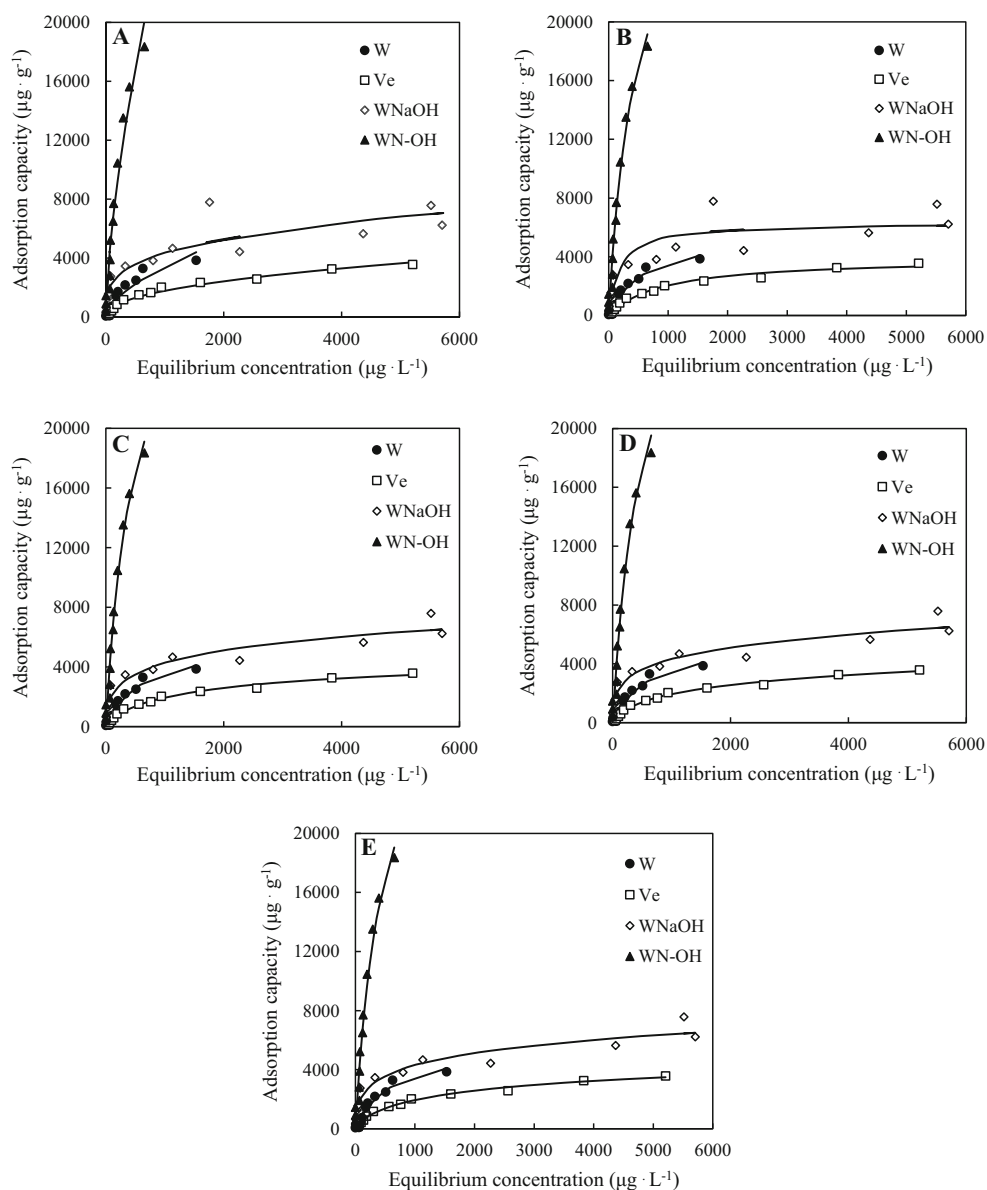 A
20000
16000
12000
8000
4000
0
Adsorption capacity (µg · g⁻¹)
W
Ve
WNaOH
WN-OH
0 2000 4000 6000
Equilibrium concentration (µg · L⁻¹)
B
20000
16000
12000
8000
4000
0
Adsorption capacity (µg · g⁻¹)
W
Ve
WNaOH
WN-OH
0 1000 2000 3000 4000 5000 6000
Equilibrium concentration (µg · L⁻¹)
C
20000
16000
12000
8000
4000
0
Adsorption capacity (µg · g⁻¹)
W
Ve
WNaOH
WN-OH
0 2000 4000 6000
Equilibrium concentration (µg · L⁻¹)
D
20000
16000
12000
8000
4000
0
Adsorption capacity (µg · g⁻¹)
W
Ve
WNaOH
WN-OH
0 2000 4000 6000
Equilibrium concentration (µg · L⁻¹)
E
20000
16000
12000
8000
4000
0
Adsorption capacity (µg · g⁻¹)
W
Ve
WNaOH
WN-OH
0 1000 2000 3000 4000 5000 6000
Equilibrium concentration (µg · L⁻¹)